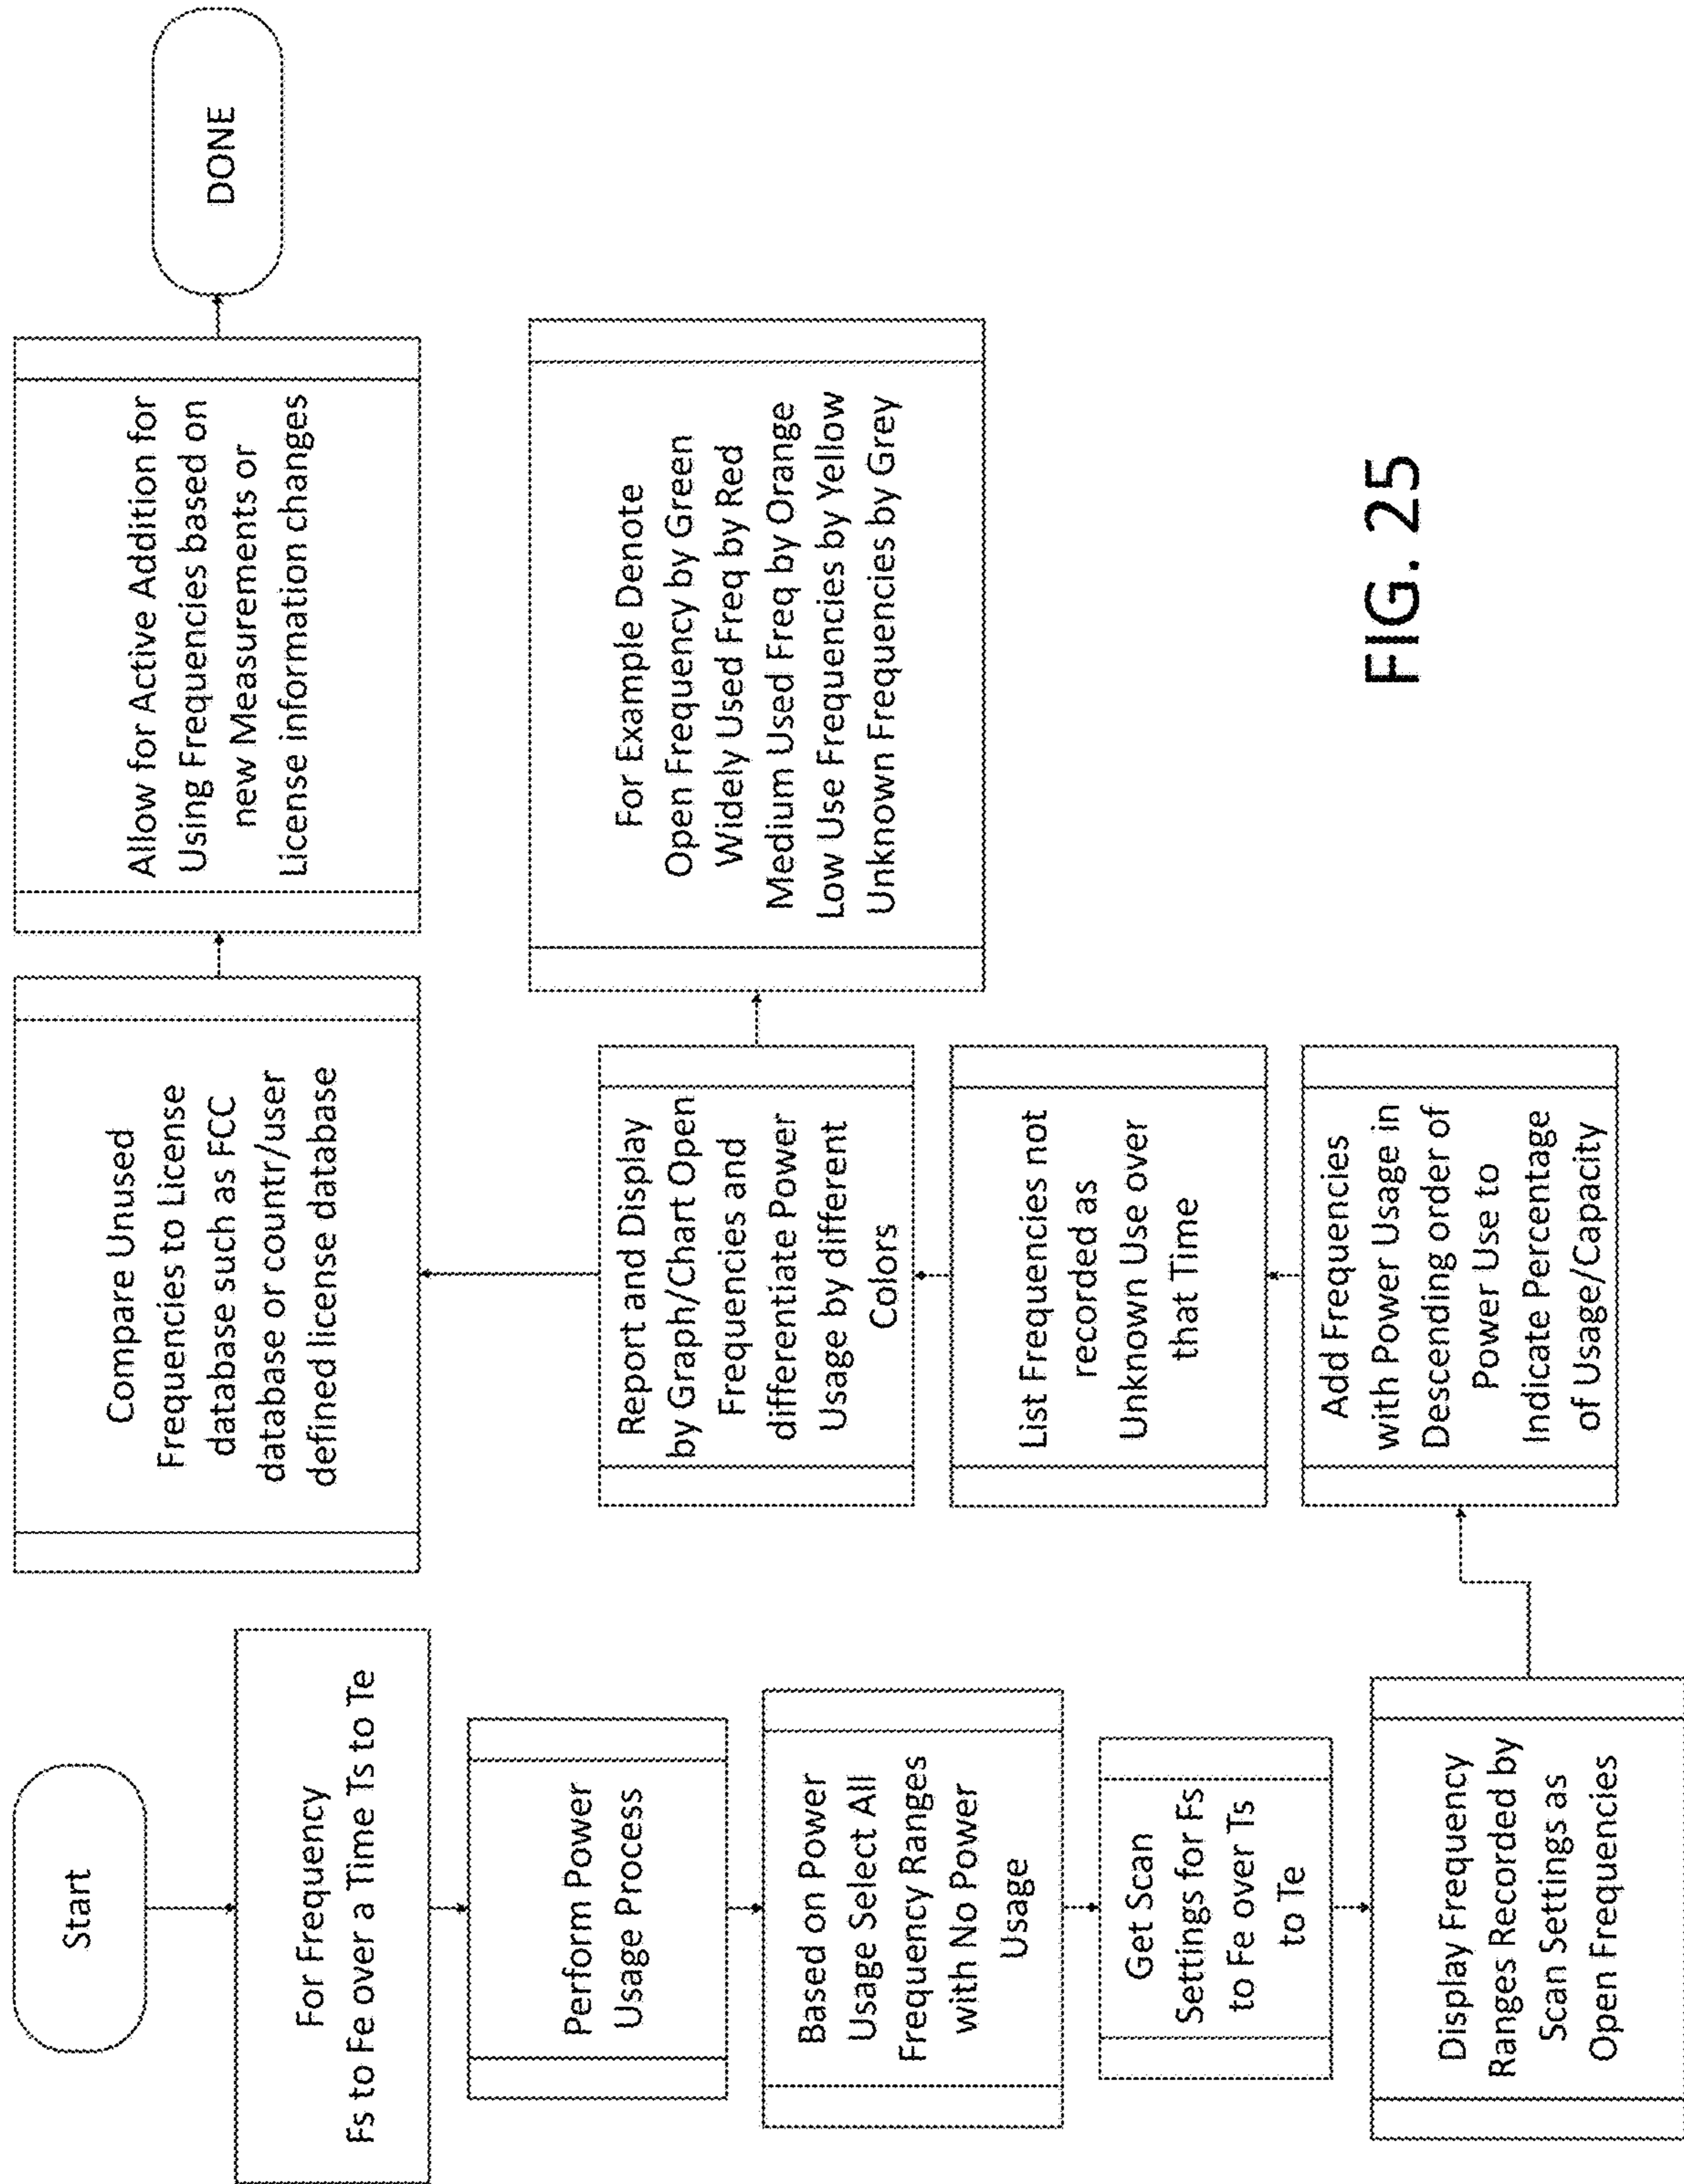 Start
For Frequency
Fs to Fe over a Time Ts to Te
Perform Power
Usage Process
Based on Power
Usage Select All
Frequency Ranges
with No Power
Usage
Get Scan
Settings for Fs
to Fe over Ts
to Te
Display Frequency
Ranges Recorded by
Scan Settings as
Open Frequencies
Add Frequencies
with Power Usage in
Descending order of
Power Use to
Indicate Percentage
of Usage/Capacity
List Frequencies not
recorded as
Unknown Use over
that Time
Report and Display
by Graph/Chart Open
Frequencies and
differentiate Power
Usage by different
Colors
For Example Denote
Open Frequency by Green
Widely Used Freq by Red
Medium Used Freq by Orange
Low Use Frequencies by Yellow
Unknown Frequencies by Grey
Compare Unused
Frequencies to License
database such as FCC
database or countr/user
defined license database
Allow for Active Addition for
Using Frequencies based on
new Measurements or
License information changes
DONE
FIG. 25